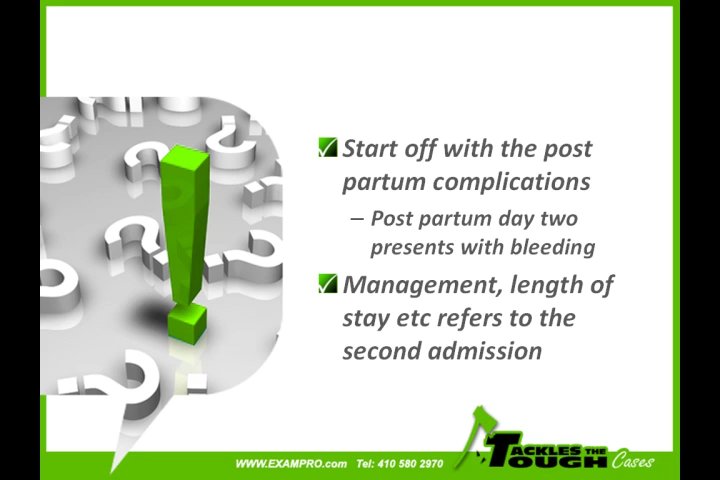 Start off with the post
partum complications
– Post partum day two
presents with bleeding
Management, length of
stay etc refers to the
second admission
WWW.EXAMPRO.com Tel: 410 580 2970
TACKLES THE
TOUGH Cases